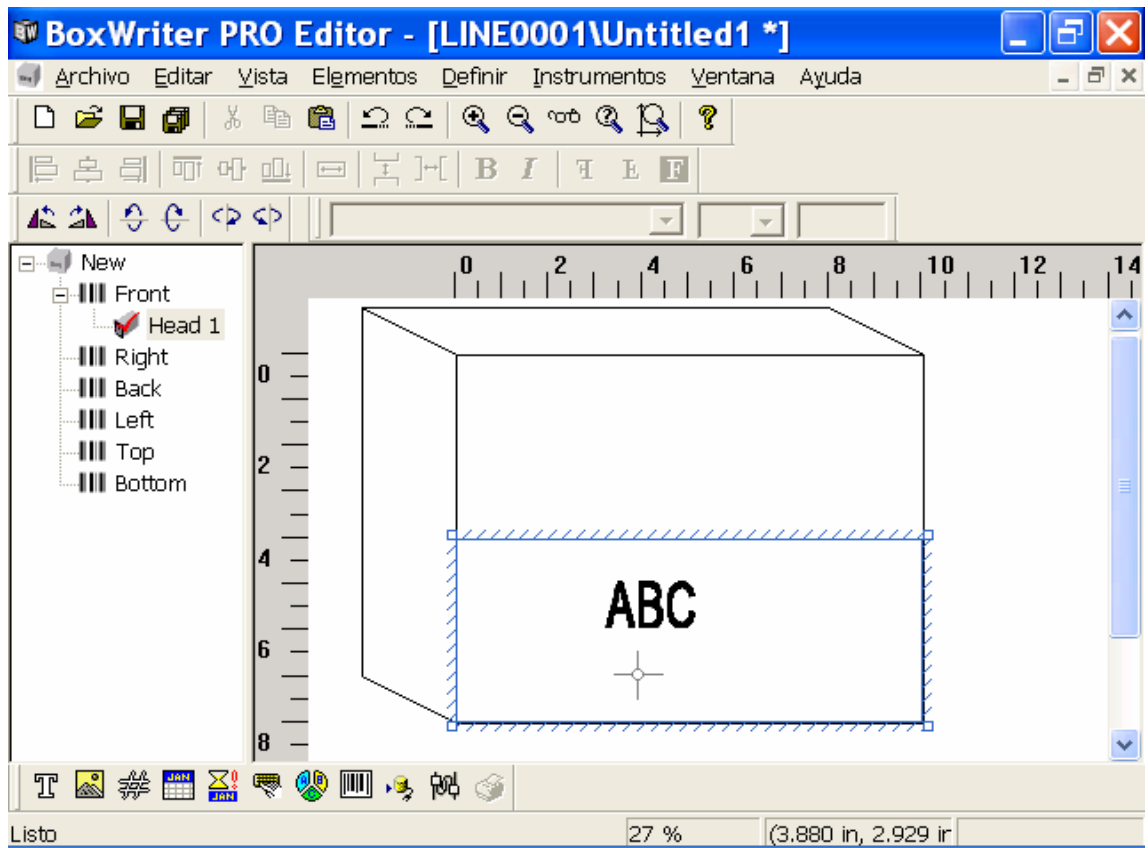 BoxWriter PRO Editor - [LINE0001\Untitled1 *]
Archivo Editar Vista Elementos Definir Instrumentos Ventana Ayuda
B I F E F
New
Front
Head 1
Right
Back
Left
Top
Bottom
0 2 4 6 8 10 12 14
0
2
4
6
8
ABC
T JAN JAN
Listo 27 % (3.880 in, 2.929 ir